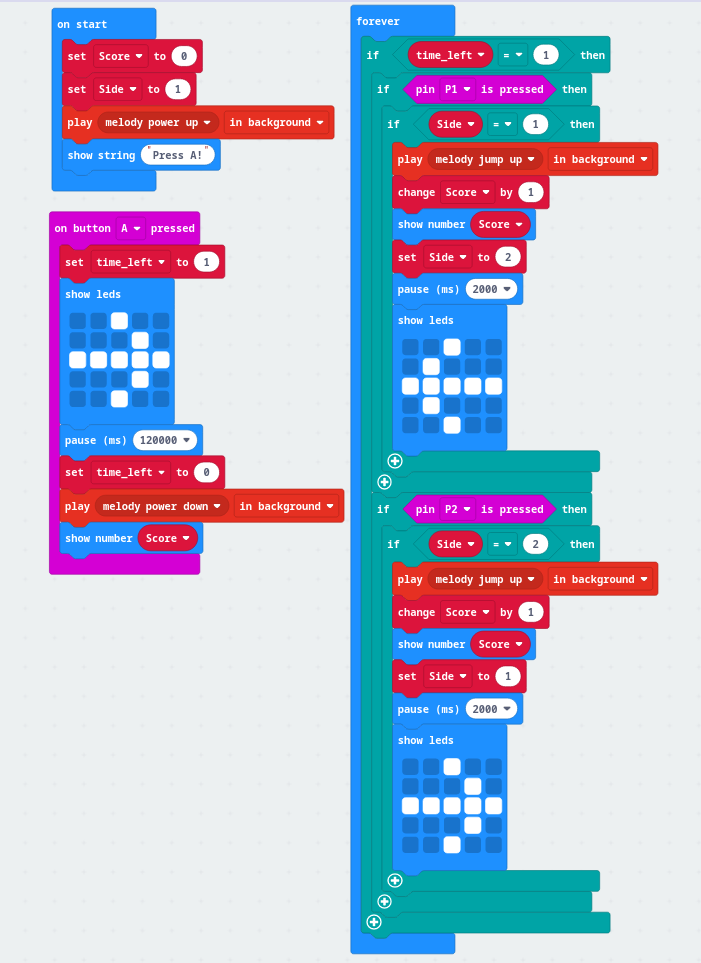 on start
set Score to 0
set Side to 1
play melody power up in background
show string "Press A!"
on button A pressed
set time_left to 1
show leds
pause (ms) 120000
set time_left to 0
play melody power down in background
show number Score
forever
if time_left = 1 then
if pin P1 is pressed then
if Side = 1 then
play melody jump up in background
change Score by 1
show number Score
set Side to 2
pause (ms) 2000
show leds
if pin P2 is pressed then
if Side = 2 then
play melody jump up in background
change Score by 1
show number Score
set Side to 1
pause (ms) 2000
show leds